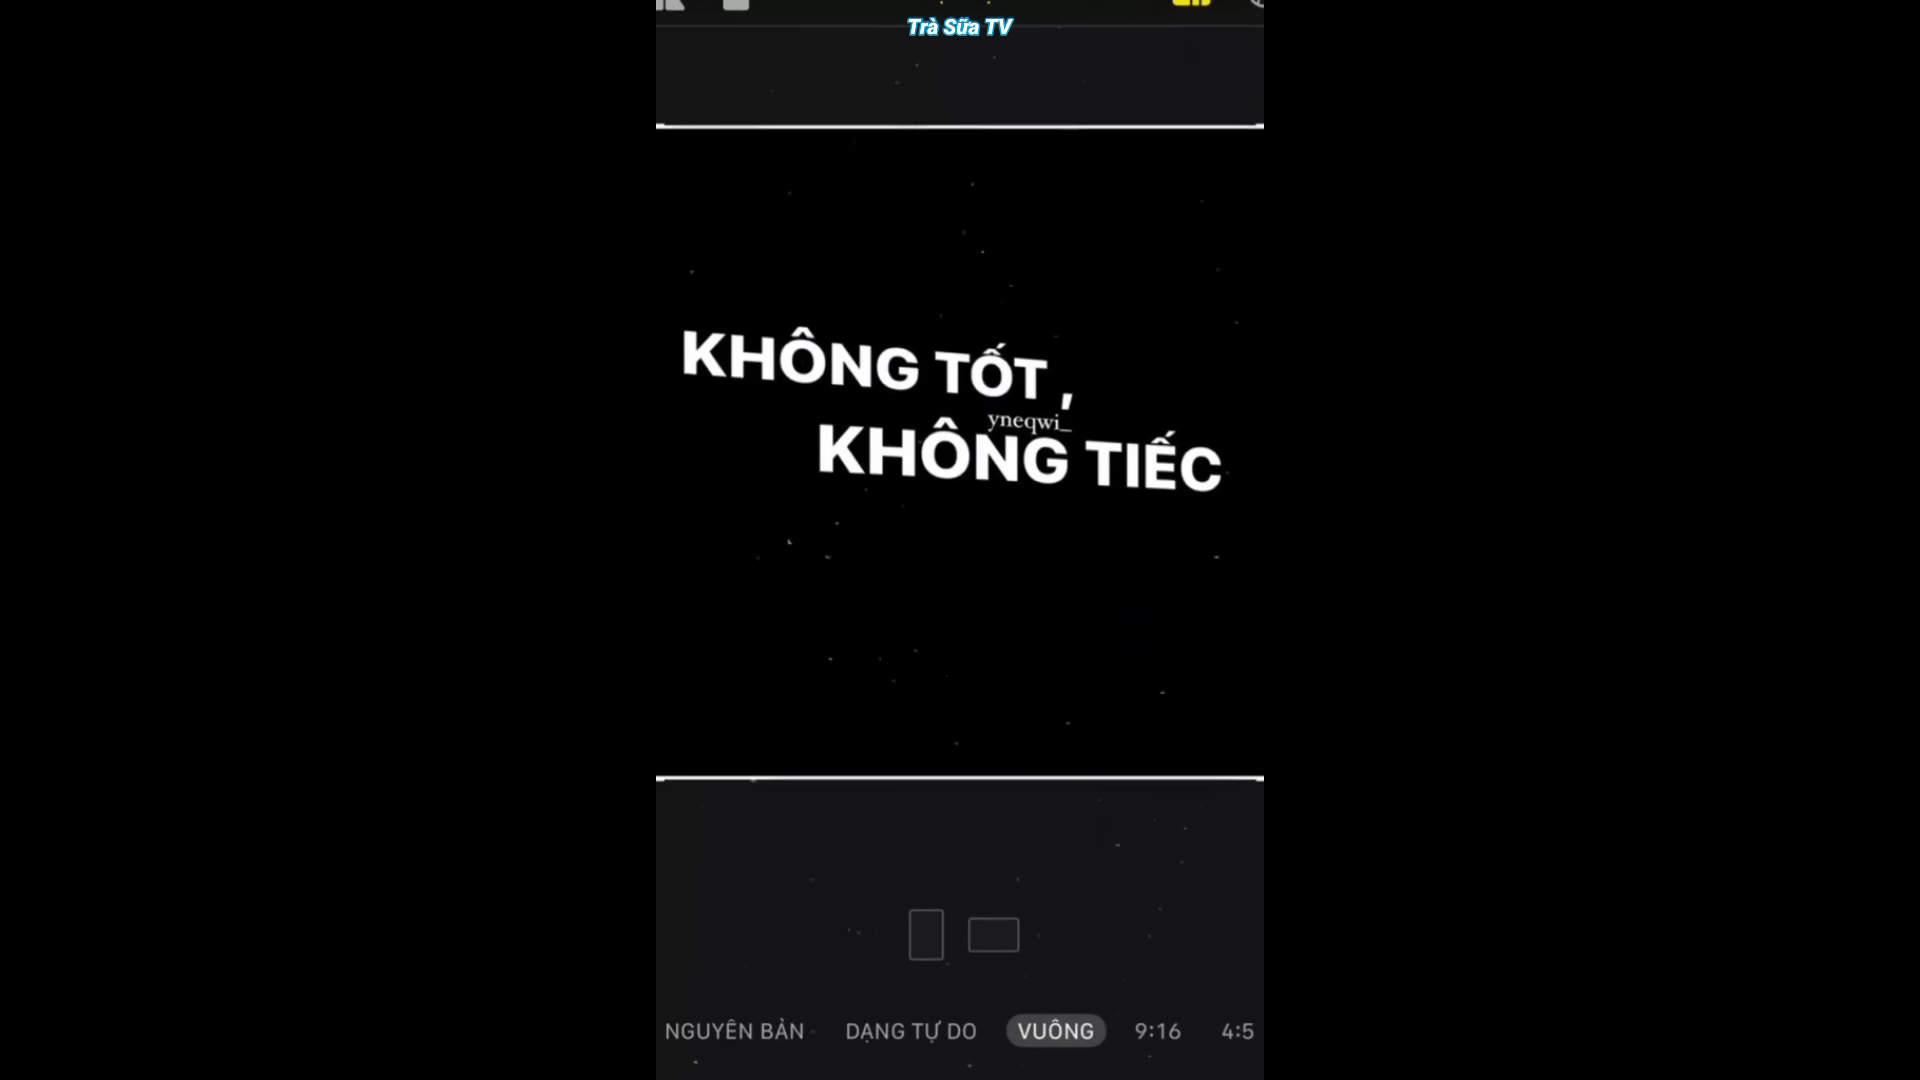 Trà Sữa TV
KHÔNG TỐT ,
yneqwi_
KHÔNG TIẾC
NGUYÊN BẢN DẠNG TỰ DO VUÔNG 9:16 4:5